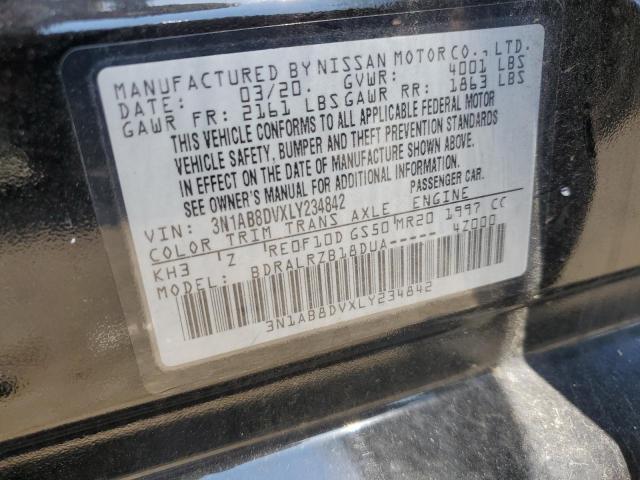 MANUFACTURED BY NISSAN MOTOR CO., LTD.
DATE: 03/20. GVWR: 4001 LBS
GAWR FR: 2161 LBS GAWR RR: 1863 LBS
THIS VEHICLE CONFORMS TO ALL APPLICABLE FEDERAL MOTOR
VEHICLE SAFETY, BUMPER AND THEFT PREVENTION STANDARDS
IN EFFECT ON THE DATE OF MANUFACTURE SHOWN ABOVE.
SEE OWNER'S MANUAL FOR ADDITIONAL INFORMATION.
VIN: 3N1AB8DVXLY234842 PASSENGER CAR.
COLOR TRIM TRANS AXLE ENGINE
KH3 Z RE0F10D GS50 MR20 1997 CC
MODEL: BDRALRZB18DUA----- 4Z000
3N1AB8DVXLY234842